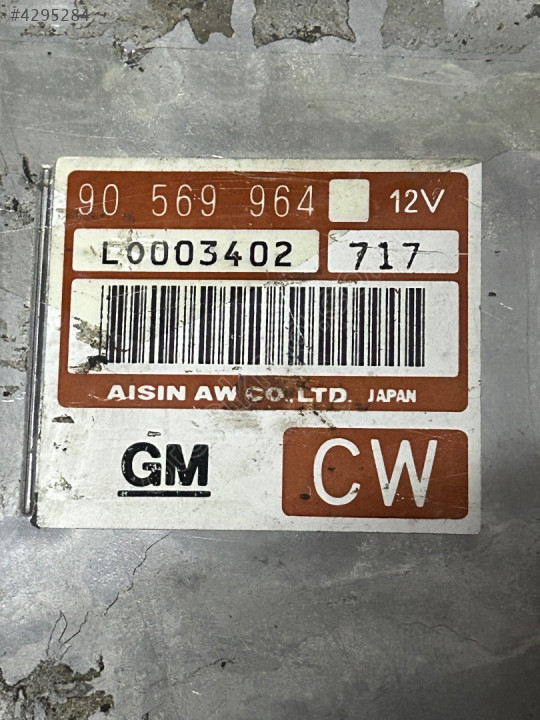 #4295284
90 569 964 12V
L0003402 717
AISIN AW CO.,LTD. JAPAN
GM
CW